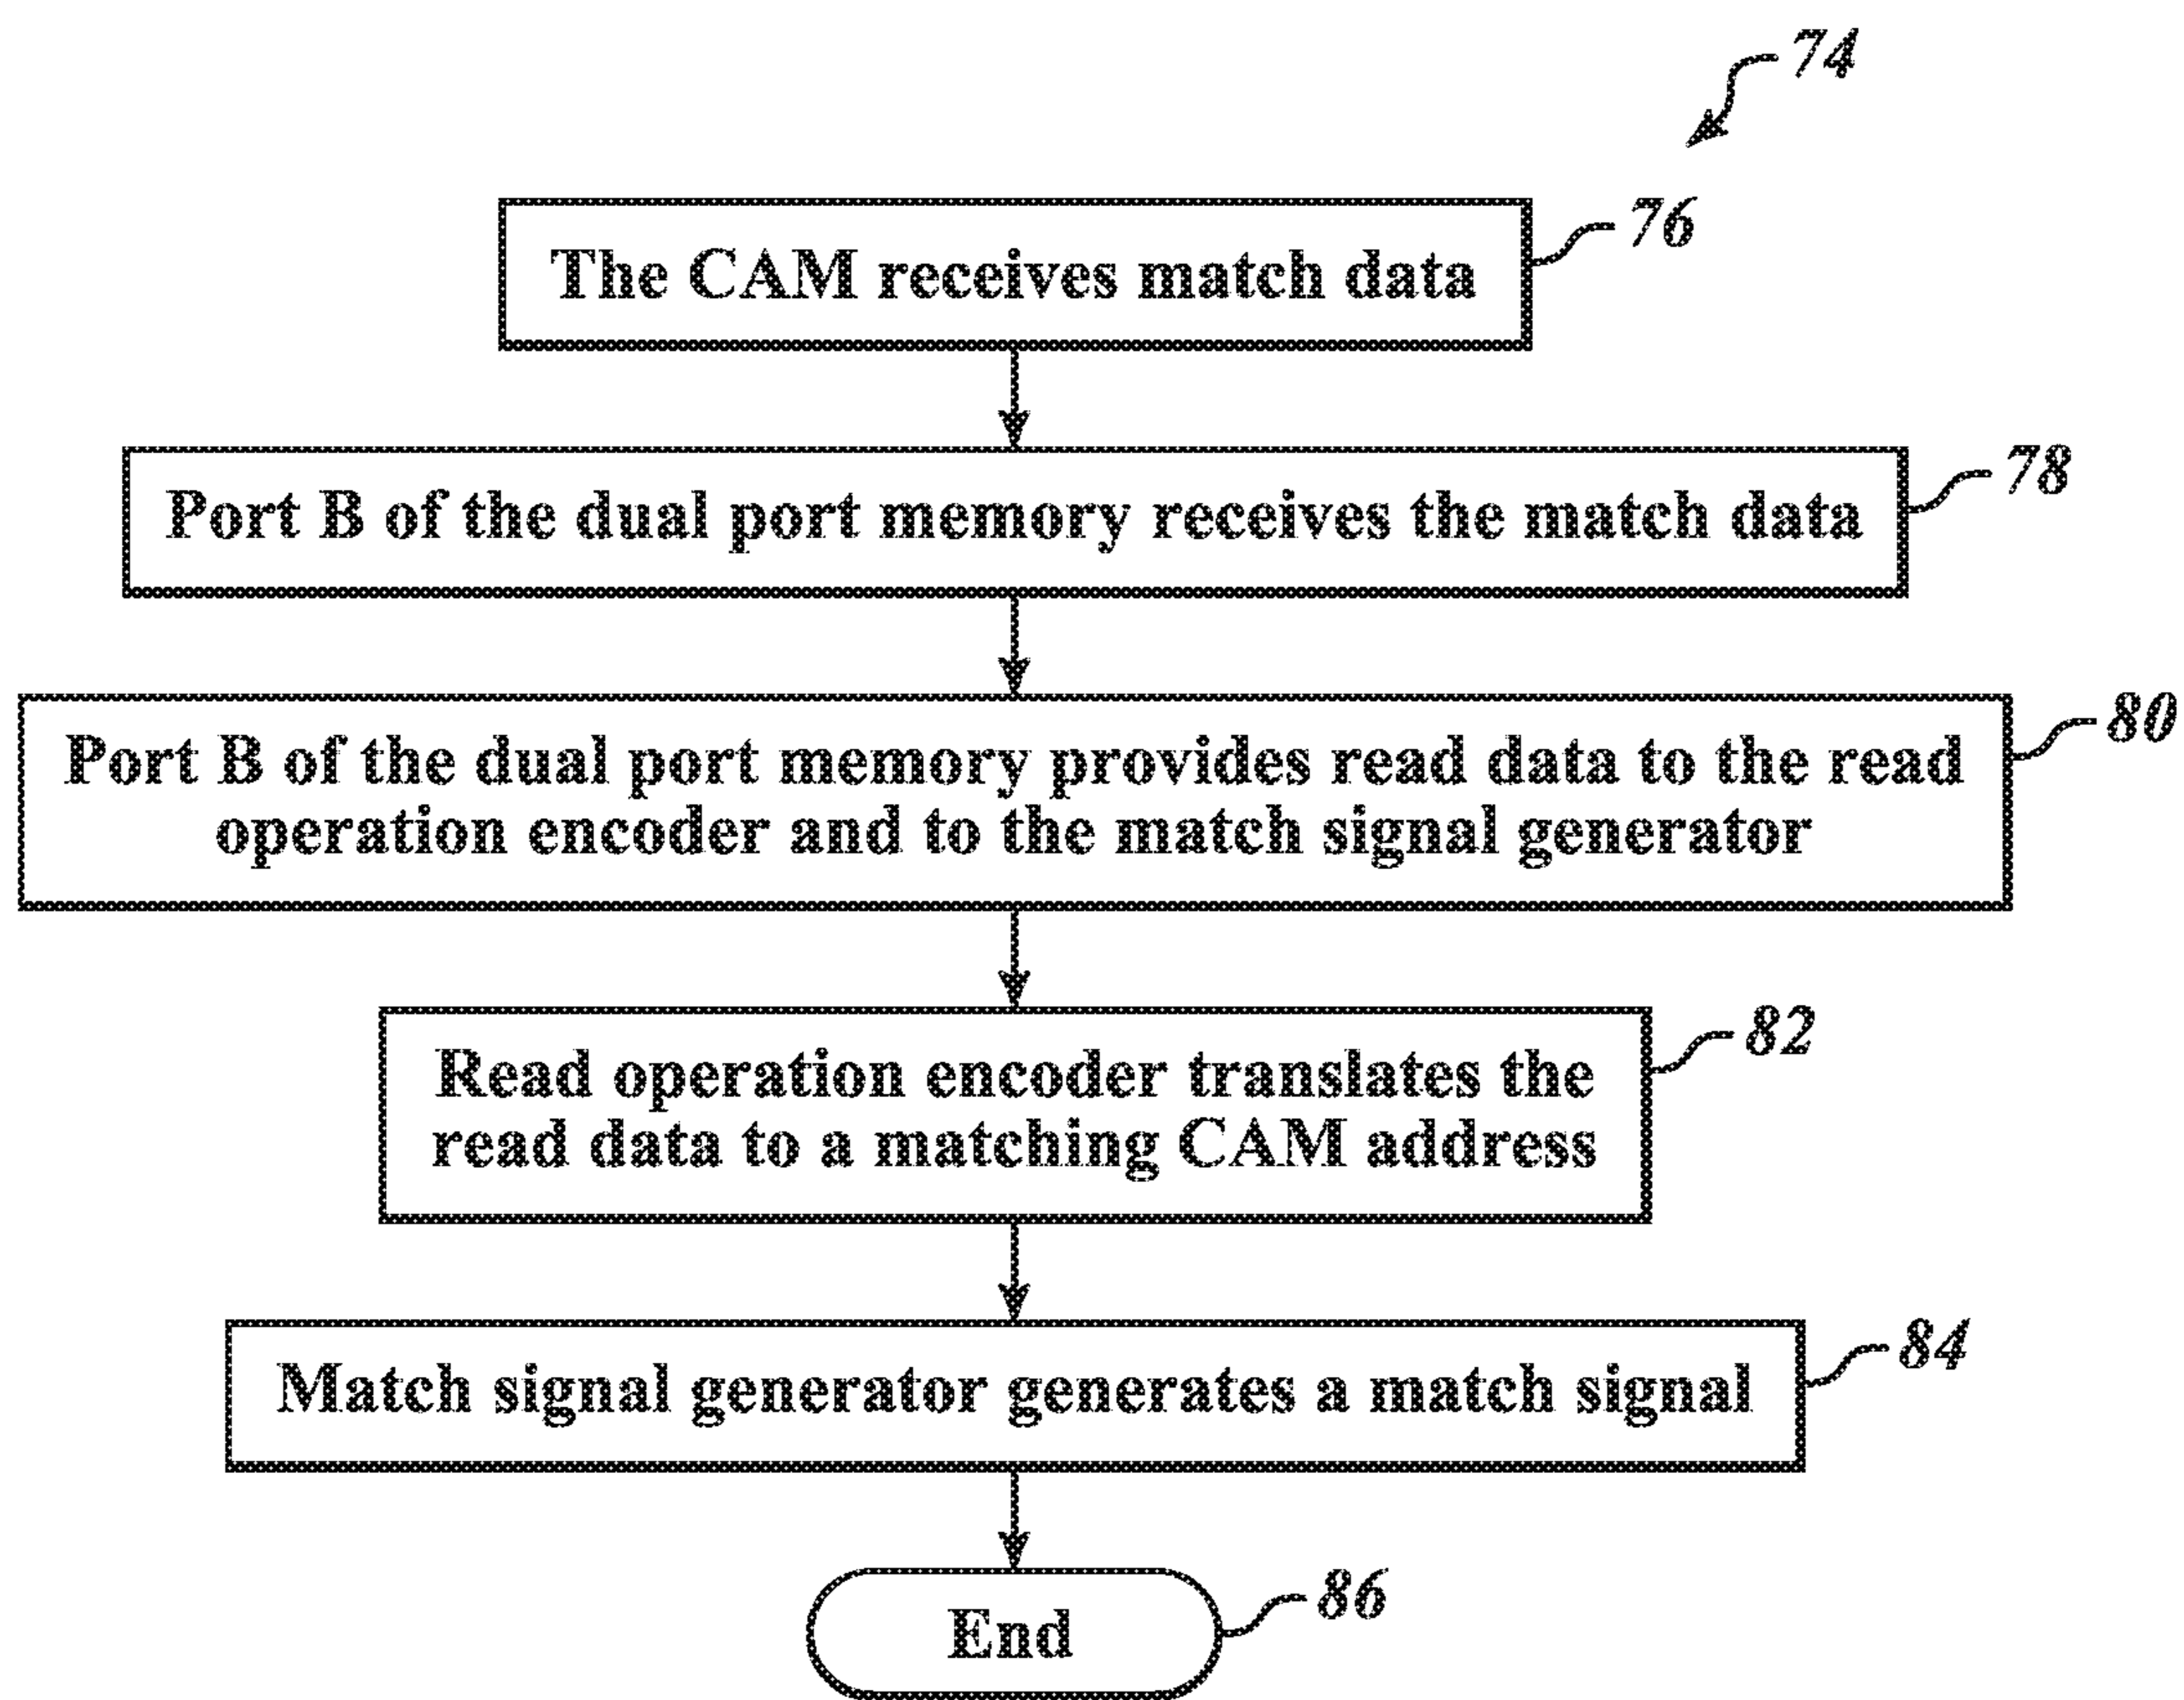 74
The CAM receives match data
76
Port B of the dual port memory receives the match data
78
Port B of the dual port memory provides read data to the read
operation encoder and to the match signal generator
80
Read operation encoder translates the
read data to a matching CAM address
82
Match signal generator generates a match signal
84
End
86